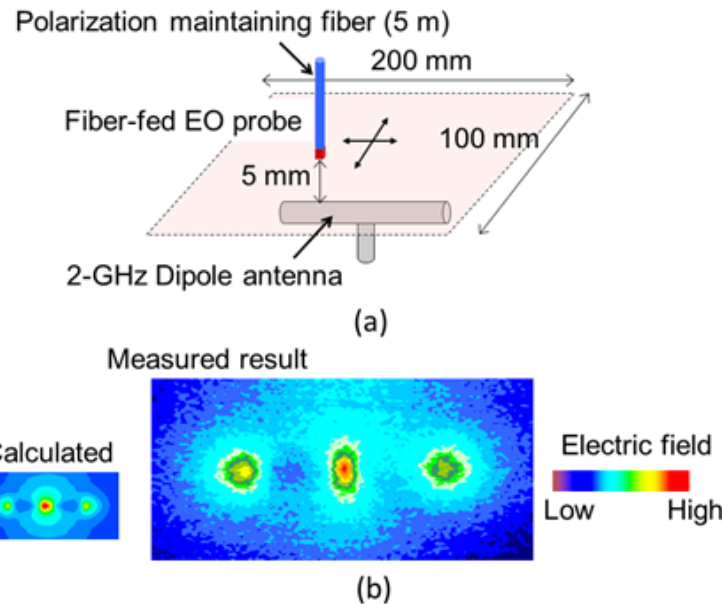 Polarization maintaining fiber (5 m)
200 mm
Fiber-fed EO probe
100 mm
5 mm
2-GHz Dipole antenna
(a)
Measured result
alculated
Electric field
Low High
(b)